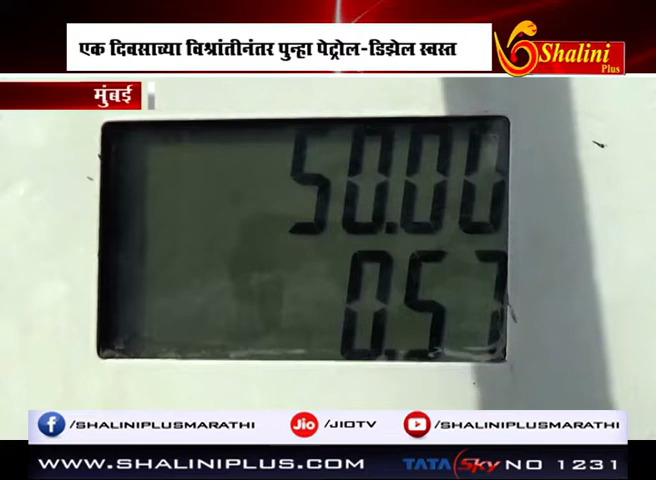 एक दिवसाच्या विश्रांतीनंतर पुन्हा पेट्रोल-डिझेल स्वस्त
Shalini
Plus
मुंबई
50.00
0.57
/SHALINIPLUSMARATHI
Jio /JIOTV
/SHALINIPLUSMARATHI
WWW.SHALINIPLUS.COM
TATA Sky NO 1231